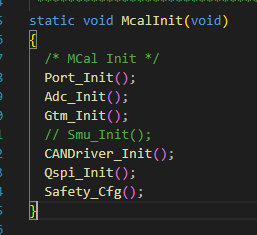 static void McalInit(void)
{
/* MCal Init */
Port_Init();
Adc_Init();
Gtm_Init();
// Smu_Init();
CANDriver_Init();
Qspi_Init();
Safety_Cfg();
}